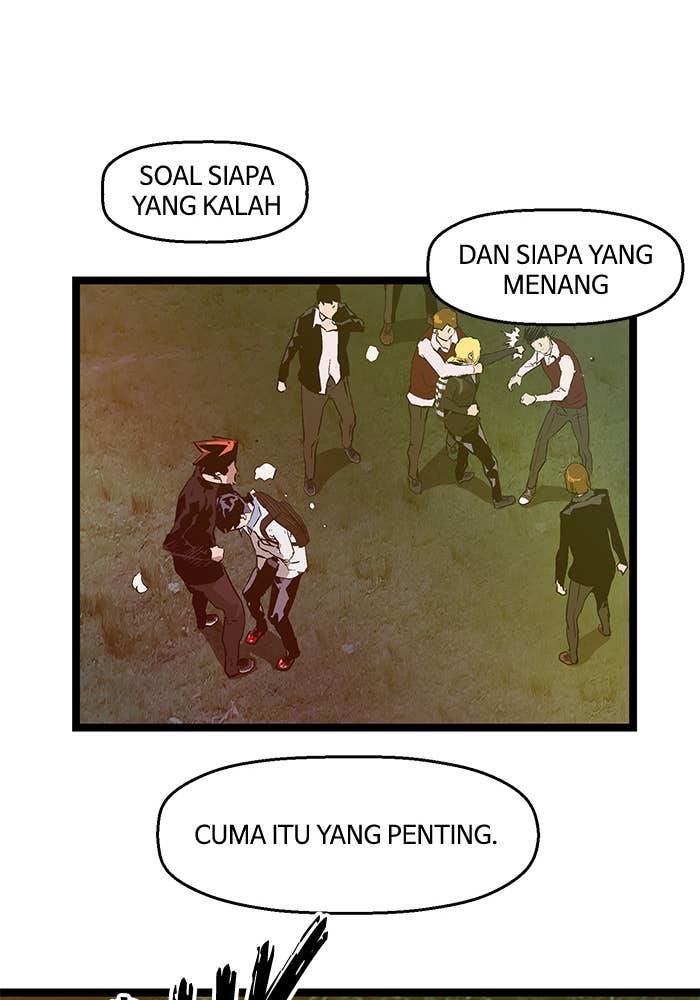 SOAL SIAPA
YANG KALAH
DAN SIAPA YANG
MENANG
CUMA ITU YANG PENTING.